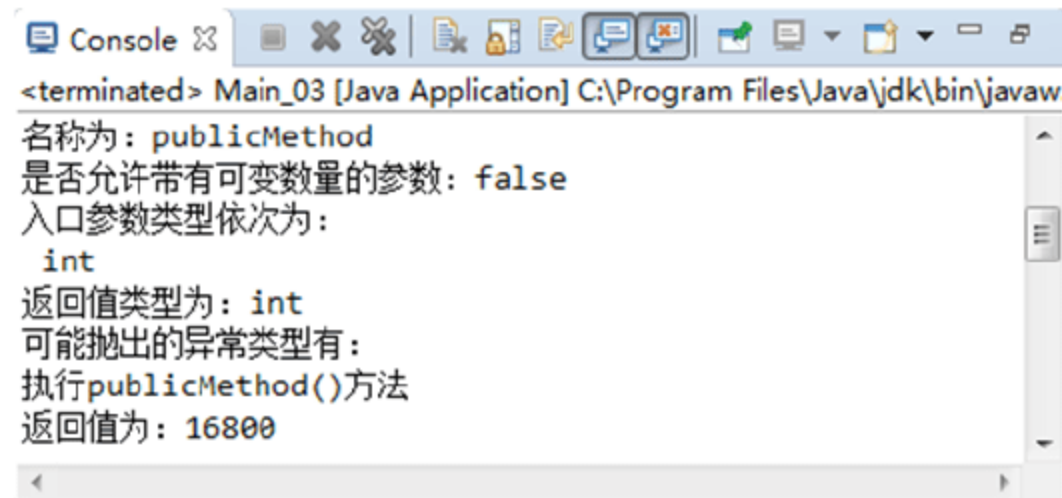 Console
<terminated> Main_03 [Java Application] C:\Program Files\Java\jdk\bin\javaw
名称为：publicMethod
是否允许带有可变数量的参数：false
入口参数类型依次为：
int
返回值类型为：int
可能抛出的异常类型有：
执行publicMethod()方法
返回值为：16800